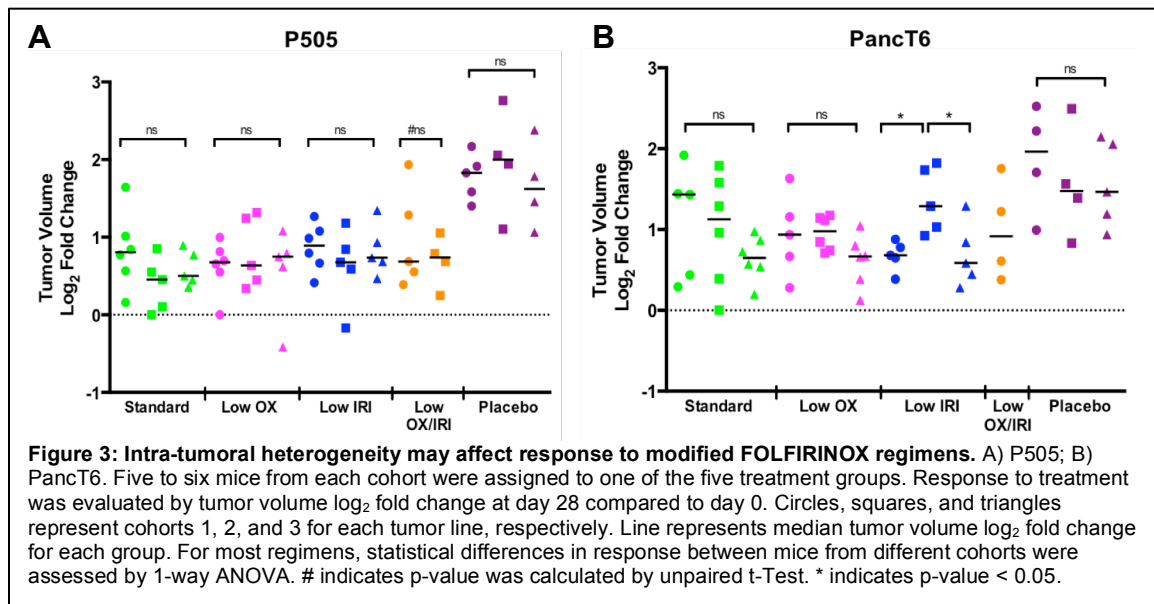 A
P505
B
PancT6
Tumor Volume
Log2 Fold Change
3
2
1
0
-1
ns
ns
ns
#ns
ns
Standard
Low OX
Low IRI
Low
OX/IRI
Placebo
Tumor Volume
Log2 Fold Change
3
2
1
0
-1
ns
ns
*
*
ns
Standard
Low OX
Low IRI
Low
OX/IRI
Placebo
Figure 3: Intra-tumoral heterogeneity may affect response to modified FOLFIRINOX regimens. A) P505; B)
PancT6. Five to six mice from each cohort were assigned to one of the five treatment groups. Response to treatment
was evaluated by tumor volume log2 fold change at day 28 compared to day 0. Circles, squares, and triangles
represent cohorts 1, 2, and 3 for each tumor line, respectively. Line represents median tumor volume log2 fold change
for each group. For most regimens, statistical differences in response between mice from different cohorts were
assessed by 1-way ANOVA. # indicates p-value was calculated by unpaired t-Test. * indicates p-value < 0.05.